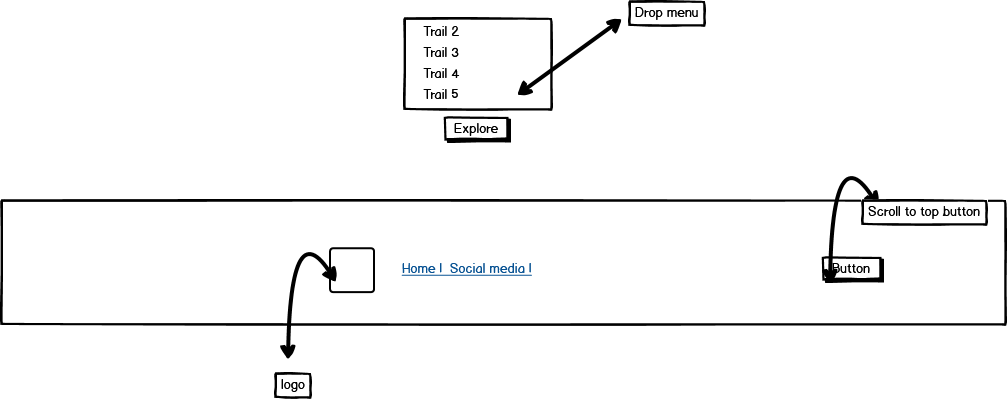 Drop menu
Trail 2
Trail 3
Trail 4
Trail 5
Explore
Scroll to top button
Home | Social media |
Button
logo